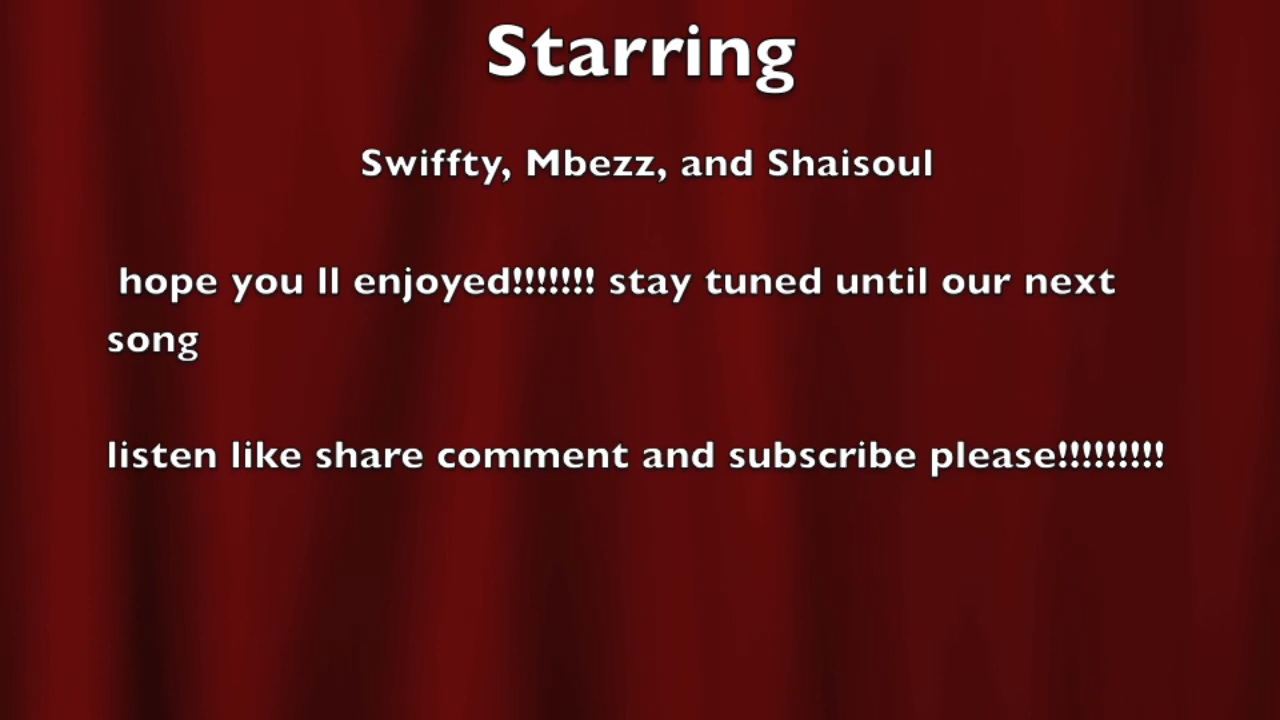 Starring
Swiffty, Mbezz, and Shaisoul
hope you ll enjoyed!!!!!!! stay tuned until our next
song
listen like share comment and subscribe please!!!!!!!!!